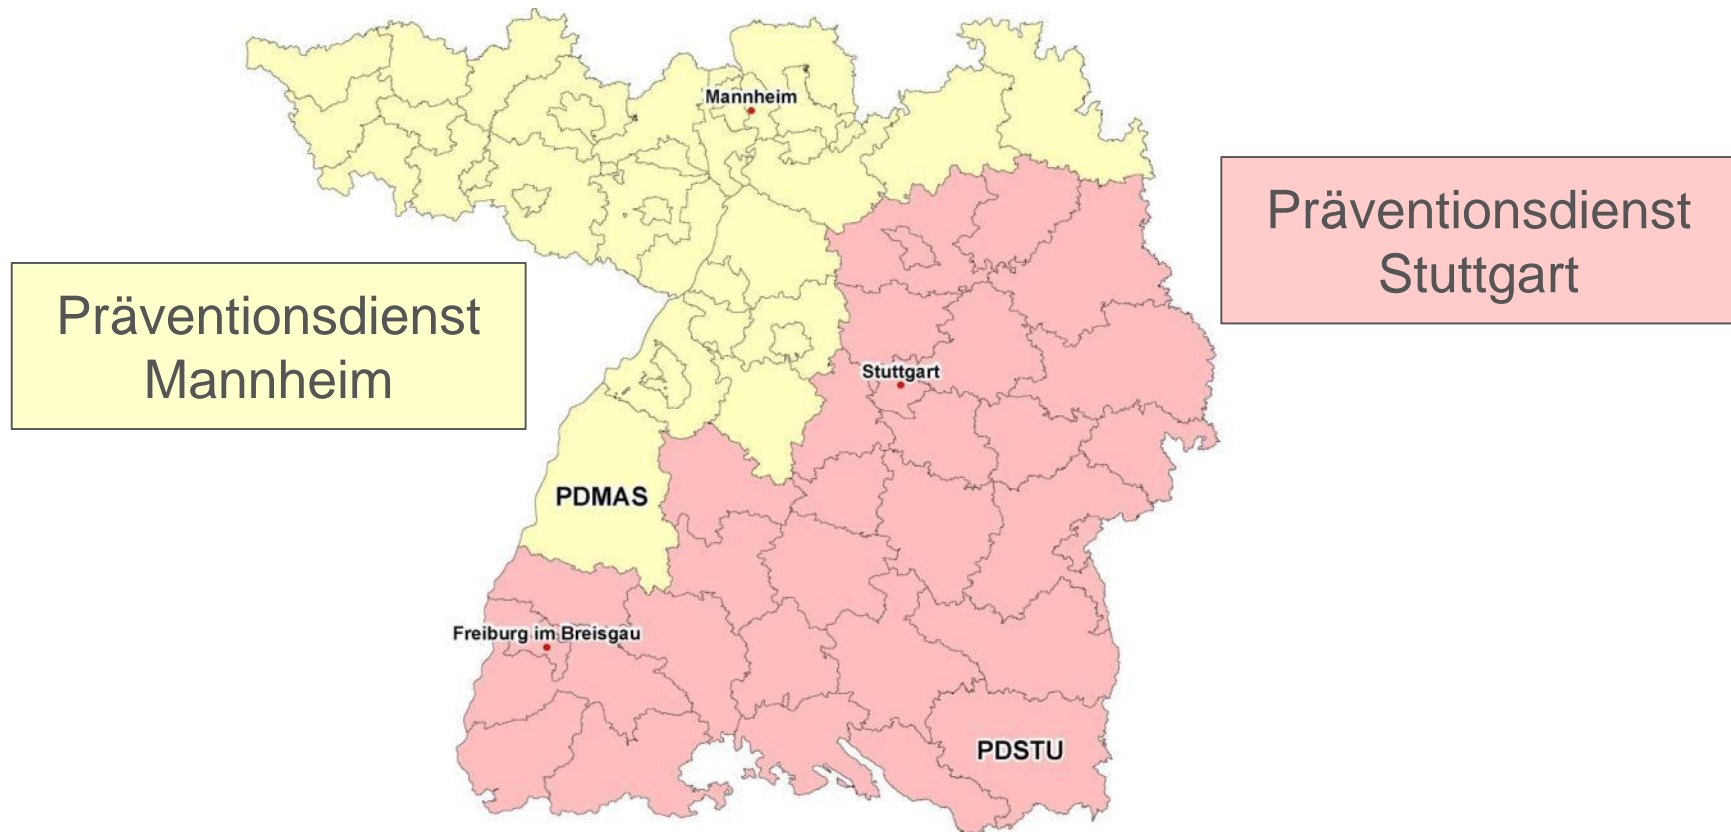 Mannheim
Präventionsdienst
Stuttgart
Präventionsdienst
Mannheim
Stuttgart
PDMAS
Freiburg im Breisgau
PDSTU